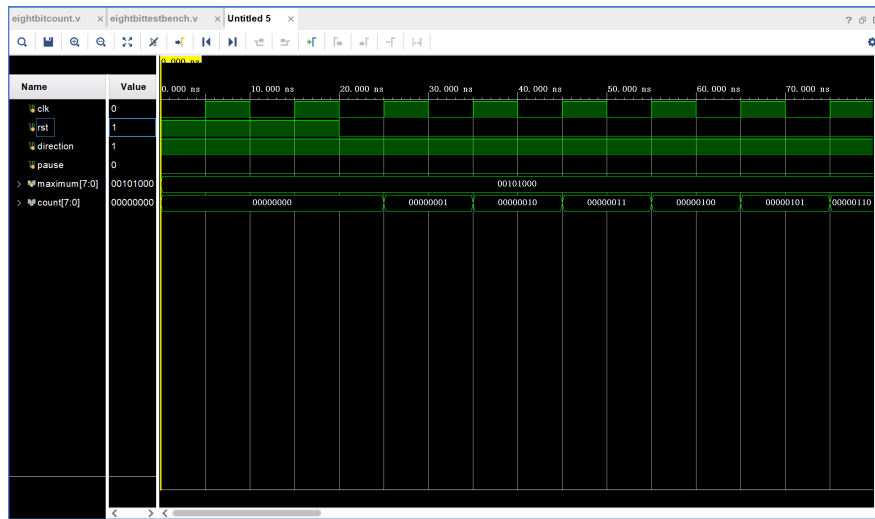 eightbitcount.v × eightbittestbench.v × Untitled 5 × ?
0.000 ns
Name Value 0.000 ns 10.000 ns 20.000 ns 30.000 ns 40.000 ns 50.000 ns 60.000 ns 70.000 ns
clk 0
rst 1
direction 1
pause 0
maximum[7:0] 00101000 00101000
count[7:0] 00000000 00000000 00000001 00000010 00000011 00000100 00000101 00000110